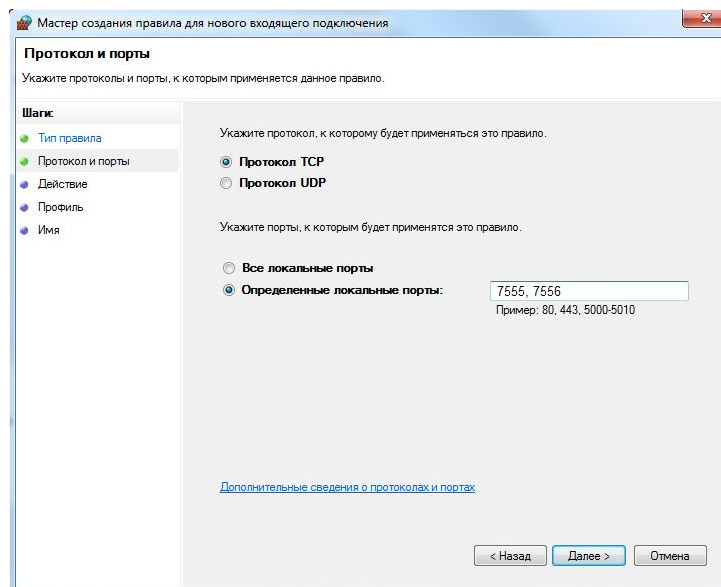 Мастер создания правила для нового входящего подключения
Протокол и порты
Укажите протоколы и порты, к которым применяется данное правило.
Шаги:
Тип правила
Протокол и порты
Действие
Профиль
Имя
Укажите протокол, к которому будет применяться это правило.
Протокол TCP
Протокол UDP
Укажите порты, к которым будет применятся это правило.
Все локальные порты
Определенные локальные порты:
7555, 7556
Пример: 80, 443, 5000-5010
Дополнительные сведения о протоколах и портах
< Назад
Далее >
Отмена